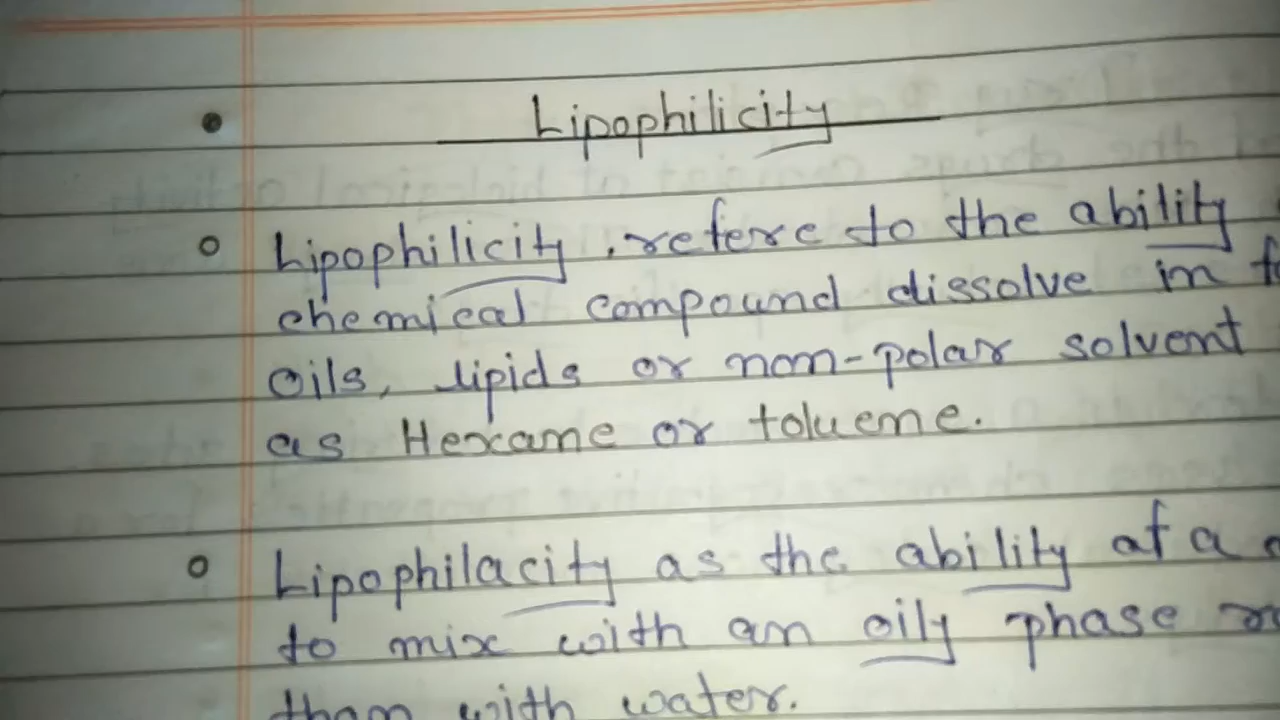 Lipophilicity
Lipophilicity, refere to the ability
chemical compound dissolve in
oils, lipids or non-polar solvent
as Hexane or toluene.
Lipophilacity as the ability of a
to mix with an oily phase
than with water.